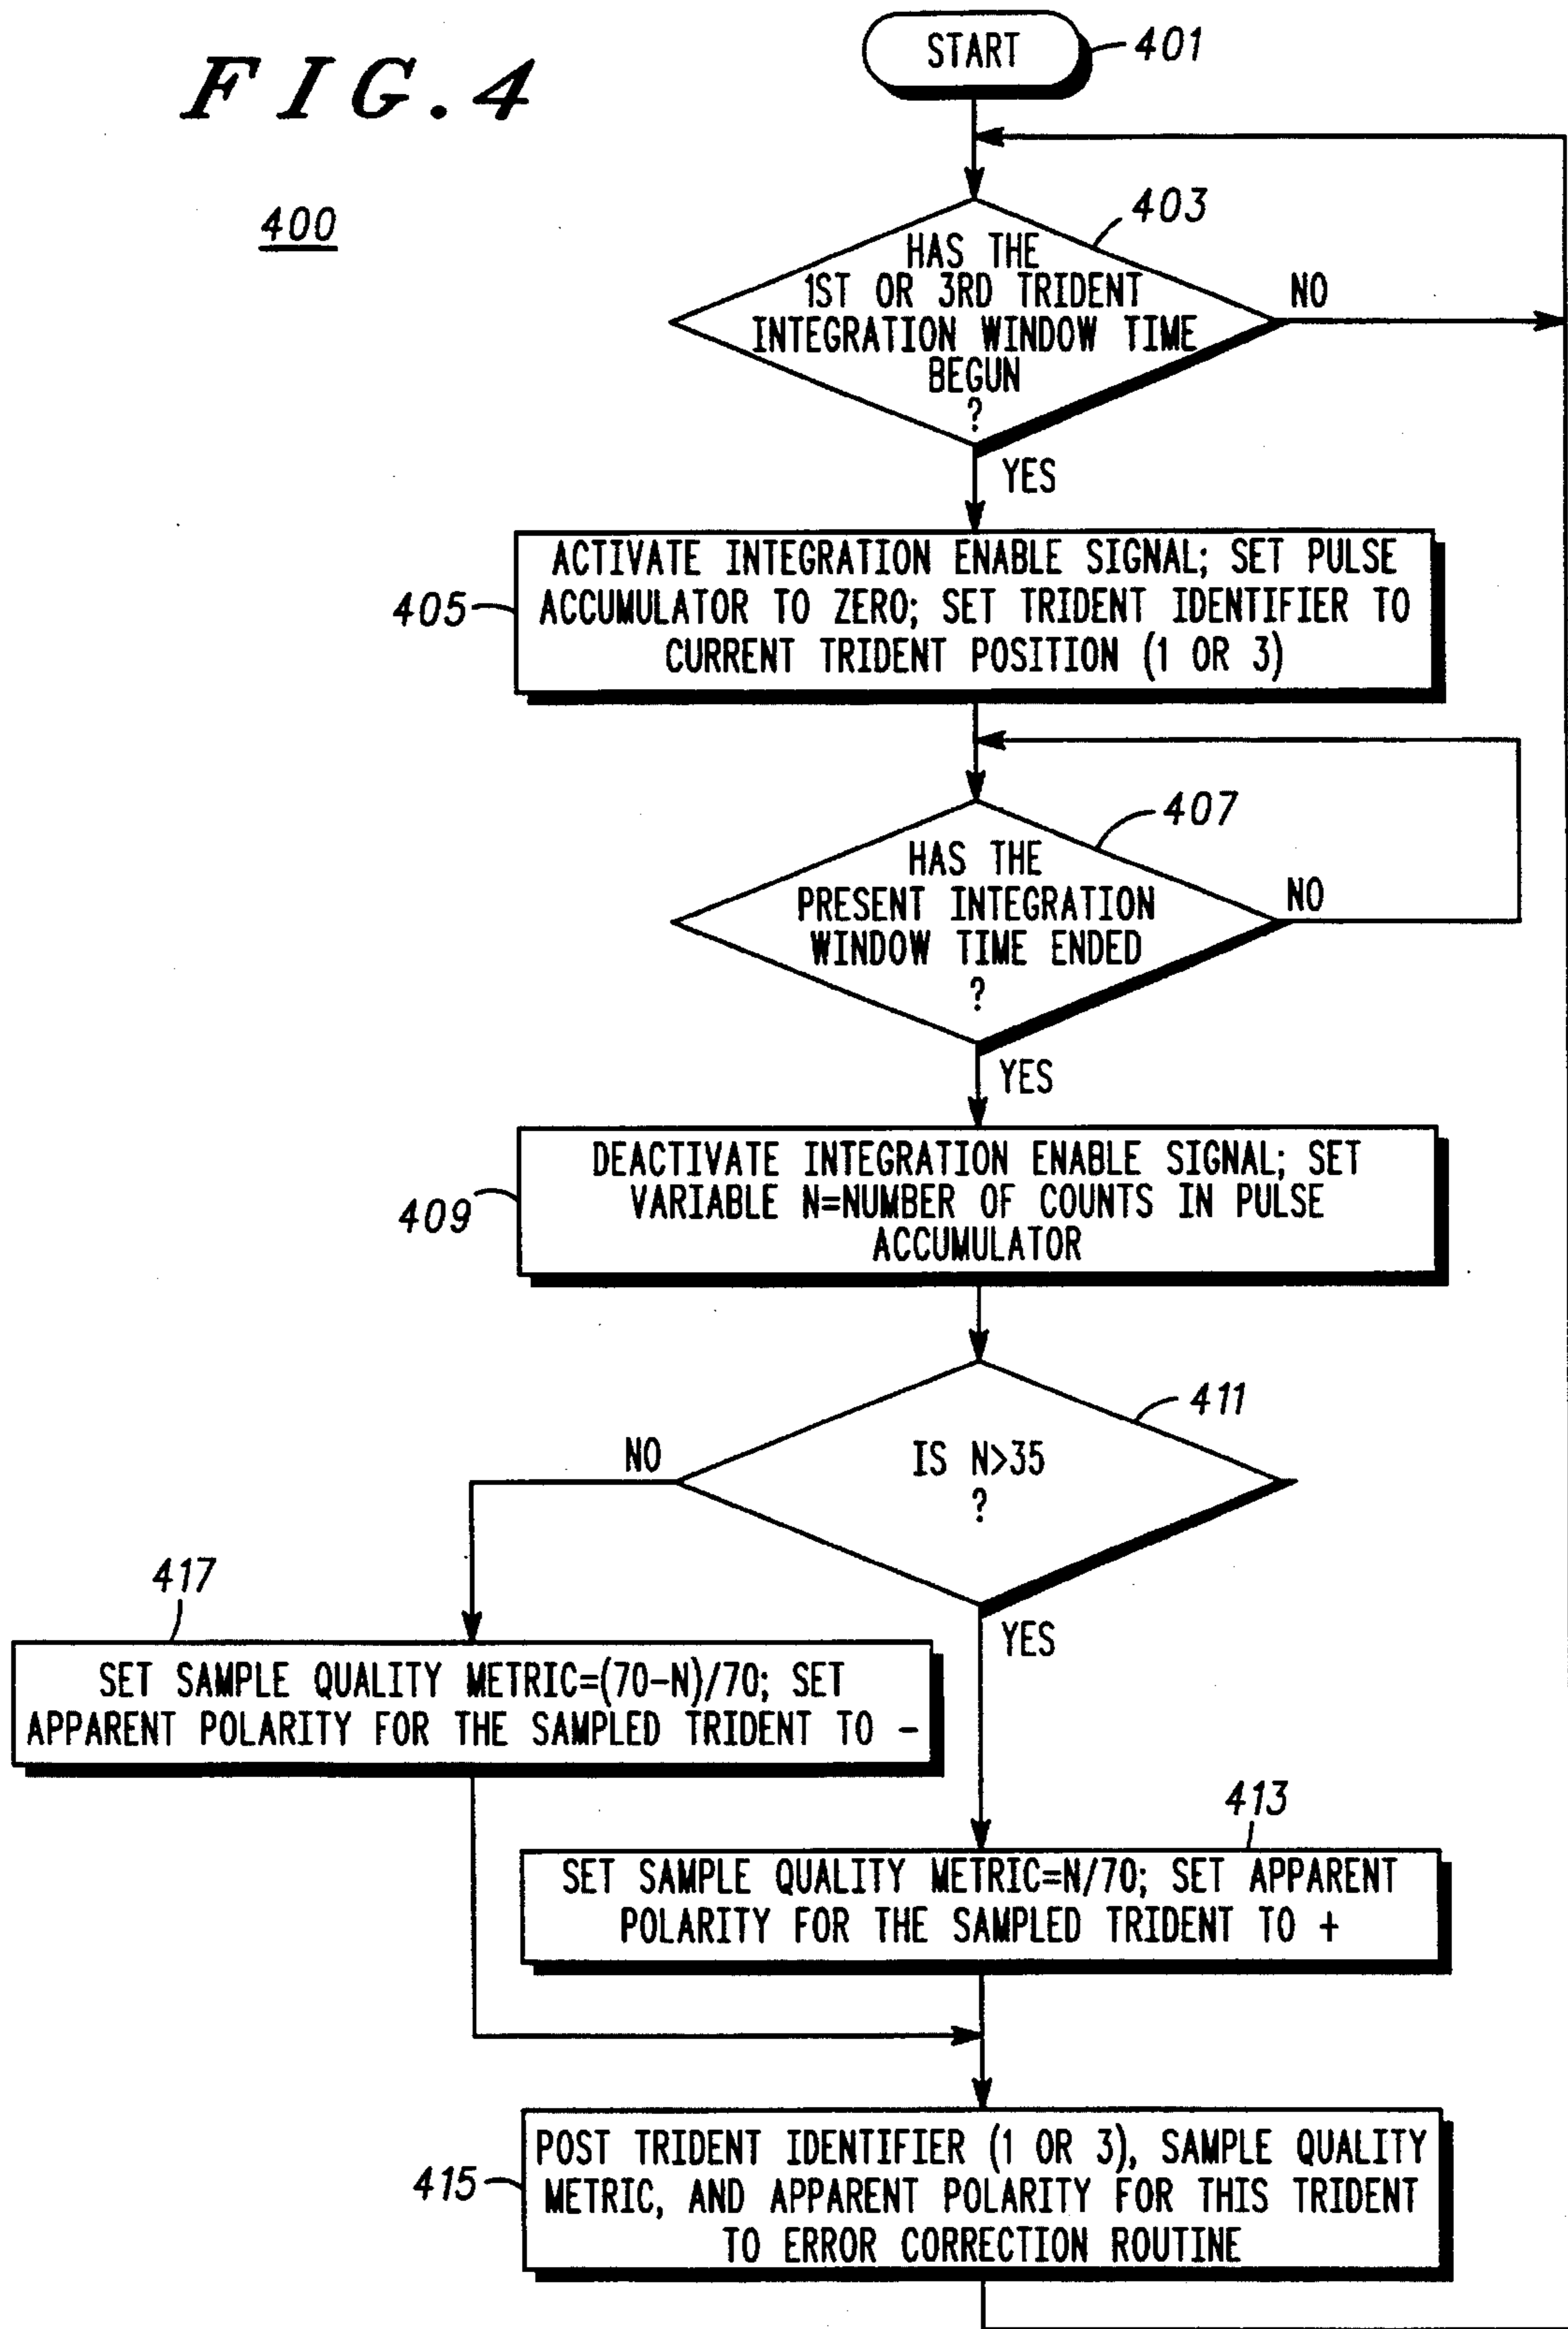 FIG. 4
400
START
401
403
HAS THE
1ST OR 3RD TRIDENT
INTEGRATION WINDOW TIME
BEGUN
?
NO
YES
405
ACTIVATE INTEGRATION ENABLE SIGNAL; SET PULSE
ACCUMULATOR TO ZERO; SET TRIDENT IDENTIFIER TO
CURRENT TRIDENT POSITION (1 OR 3)
407
HAS THE
PRESENT INTEGRATION
WINDOW TIME ENDED
?
NO
YES
409
DEACTIVATE INTEGRATION ENABLE SIGNAL; SET
VARIABLE N=NUMBER OF COUNTS IN PULSE
ACCUMULATOR
411
IS N>35
?
NO
YES
417
SET SAMPLE QUALITY METRIC=(70-N)/70; SET
APPARENT POLARITY FOR THE SAMPLED TRIDENT TO -
413
SET SAMPLE QUALITY METRIC=N/70; SET APPARENT
POLARITY FOR THE SAMPLED TRIDENT TO +
415
POST TRIDENT IDENTIFIER (1 OR 3), SAMPLE QUALITY
METRIC, AND APPARENT POLARITY FOR THIS TRIDENT
TO ERROR CORRECTION ROUTINE